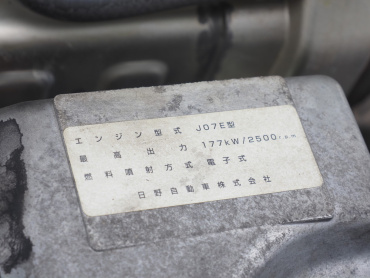 エンジン型式 J07E型
最高出力 177kW/2500r.p.m
燃料噴射方式 電子式
日野自動車株式会社